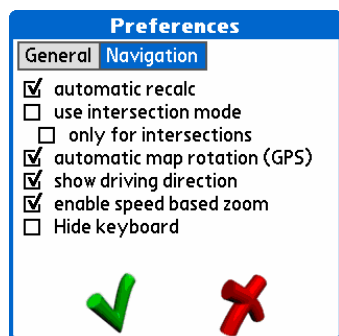 Preferences
General Navigation
automatic recalc
use intersection mode
only for intersections
automatic map rotation (GPS)
show driving direction
enable speed based zoom
Hide keyboard